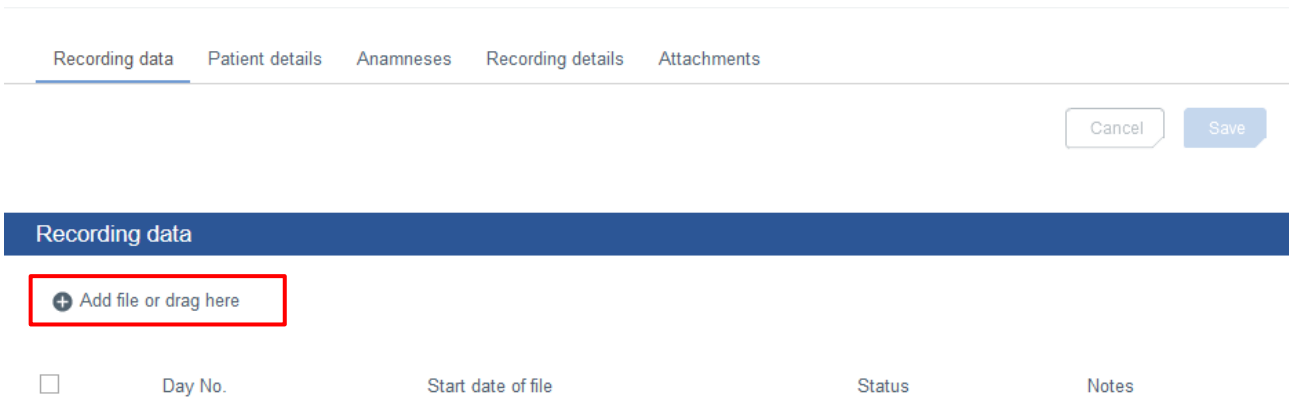 Recording data Patient details Anamneses Recording details Attachments
Cancel Save
Recording data
Add file or drag here
Day No. Start date of file Status Notes